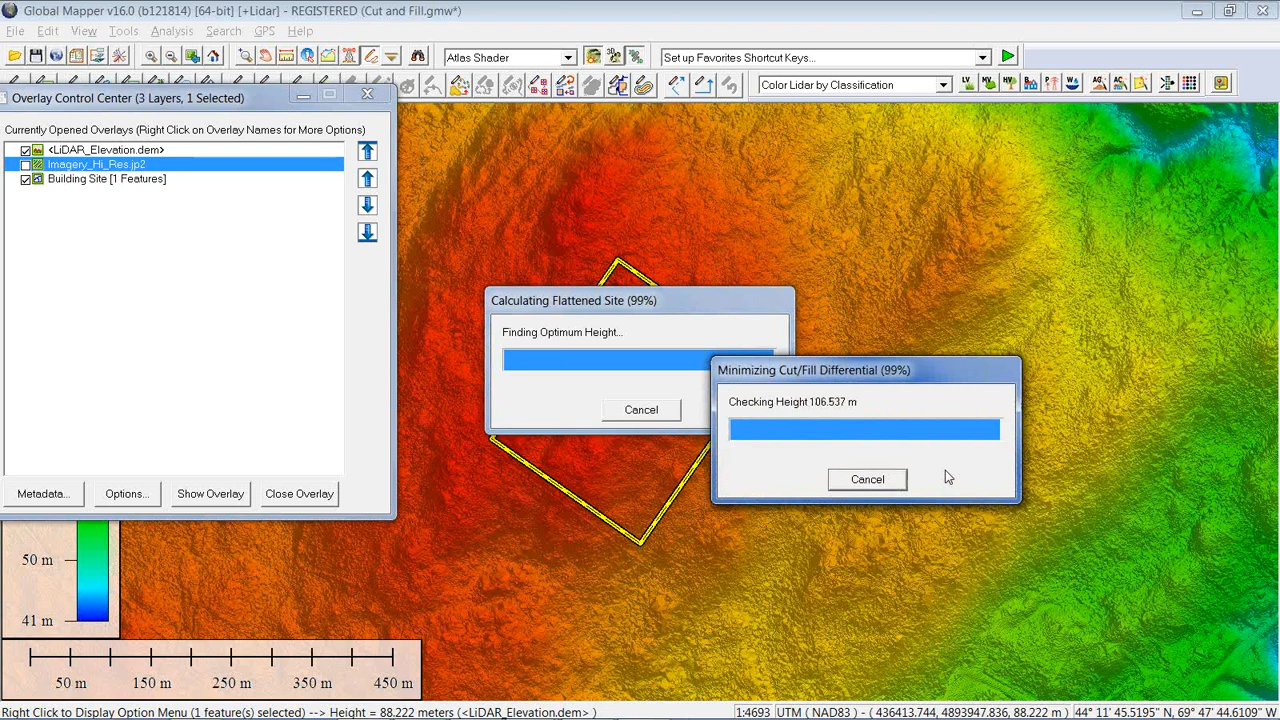 Global Mapper v16.0 (b121814) [64-bit] [+Lidar] - REGISTERED (Cut and Fill.gmw*)
File Edit View Tools Analysis Search GPS Help
Atlas Shader
Set up Favorites Shortcut Keys...
Color Lidar by Classification
LV
MV
HV
Overlay Control Center (3 Layers, 1 Selected)
Currently Opened Overlays (Right Click on Overlay Names for More Options)
<LiDAR_Elevation.dem>
Imagery_Hi_Res.jp2
Building Site [1 Features]
Metadata...
Options...
Show Overlay
Close Overlay
Calculating Flattened Site (99%)
Finding Optimum Height...
Cancel
Minimizing Cut/Fill Differential (99%)
Checking Height 106.537 m
Cancel
50 m
41 m
50 m 150 m 250 m 350 m 450 m
Right Click to Display Option Menu (1 feature(s) selected) --> Height = 88.222 meters (<LiDAR_Elevation.dem> )
1:4693 UTM (NAD83) - ( 436413.744, 4893947.836, 88.222 m ) 44° 11' 45.5195" N, 69° 47' 44.6109" W